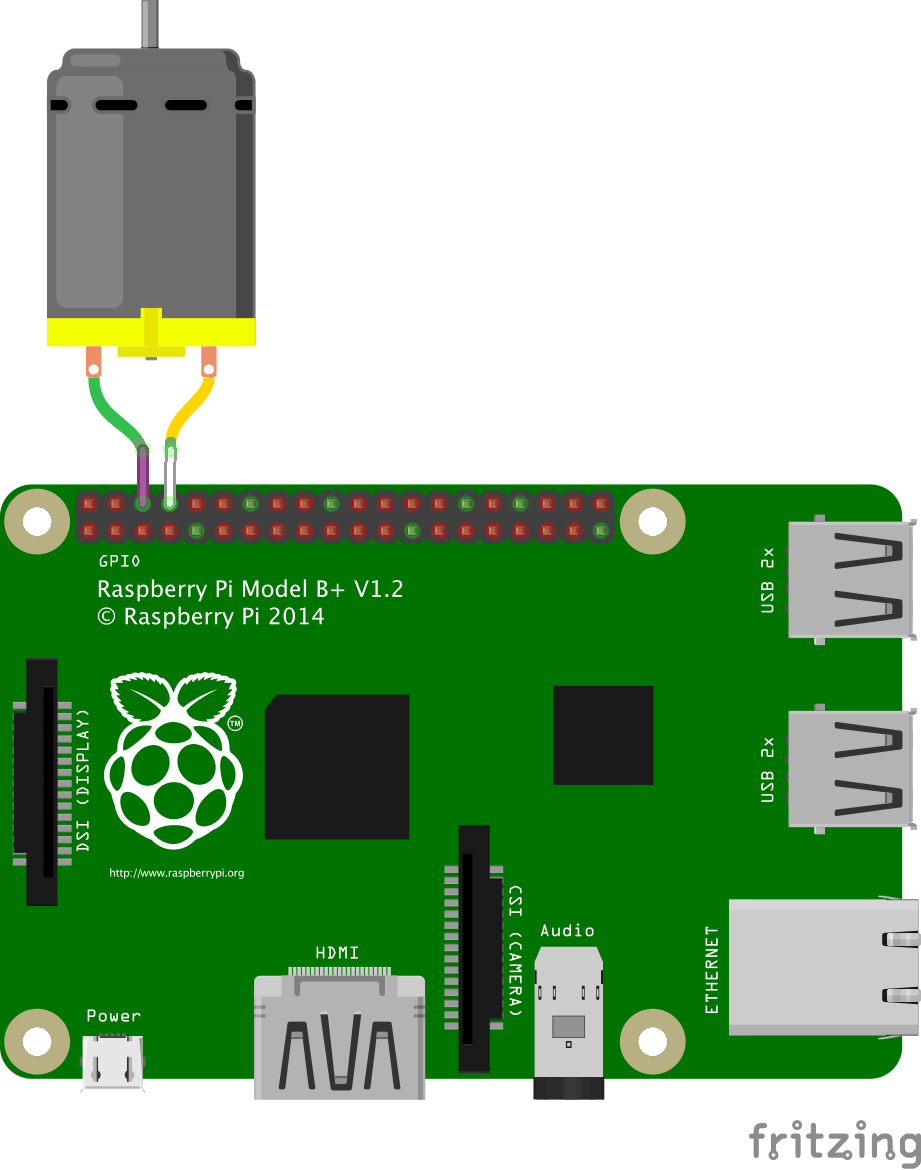 GPIO
Raspberry Pi Model B+ V1.2
© Raspberry Pi 2014
USB 2x
DSI (DISPLAY)
TM
USB 2x
http://www.raspberrypi.org
CSI (CAMERA)
Audio
ETHERNET
HDMI
Power
fritzing